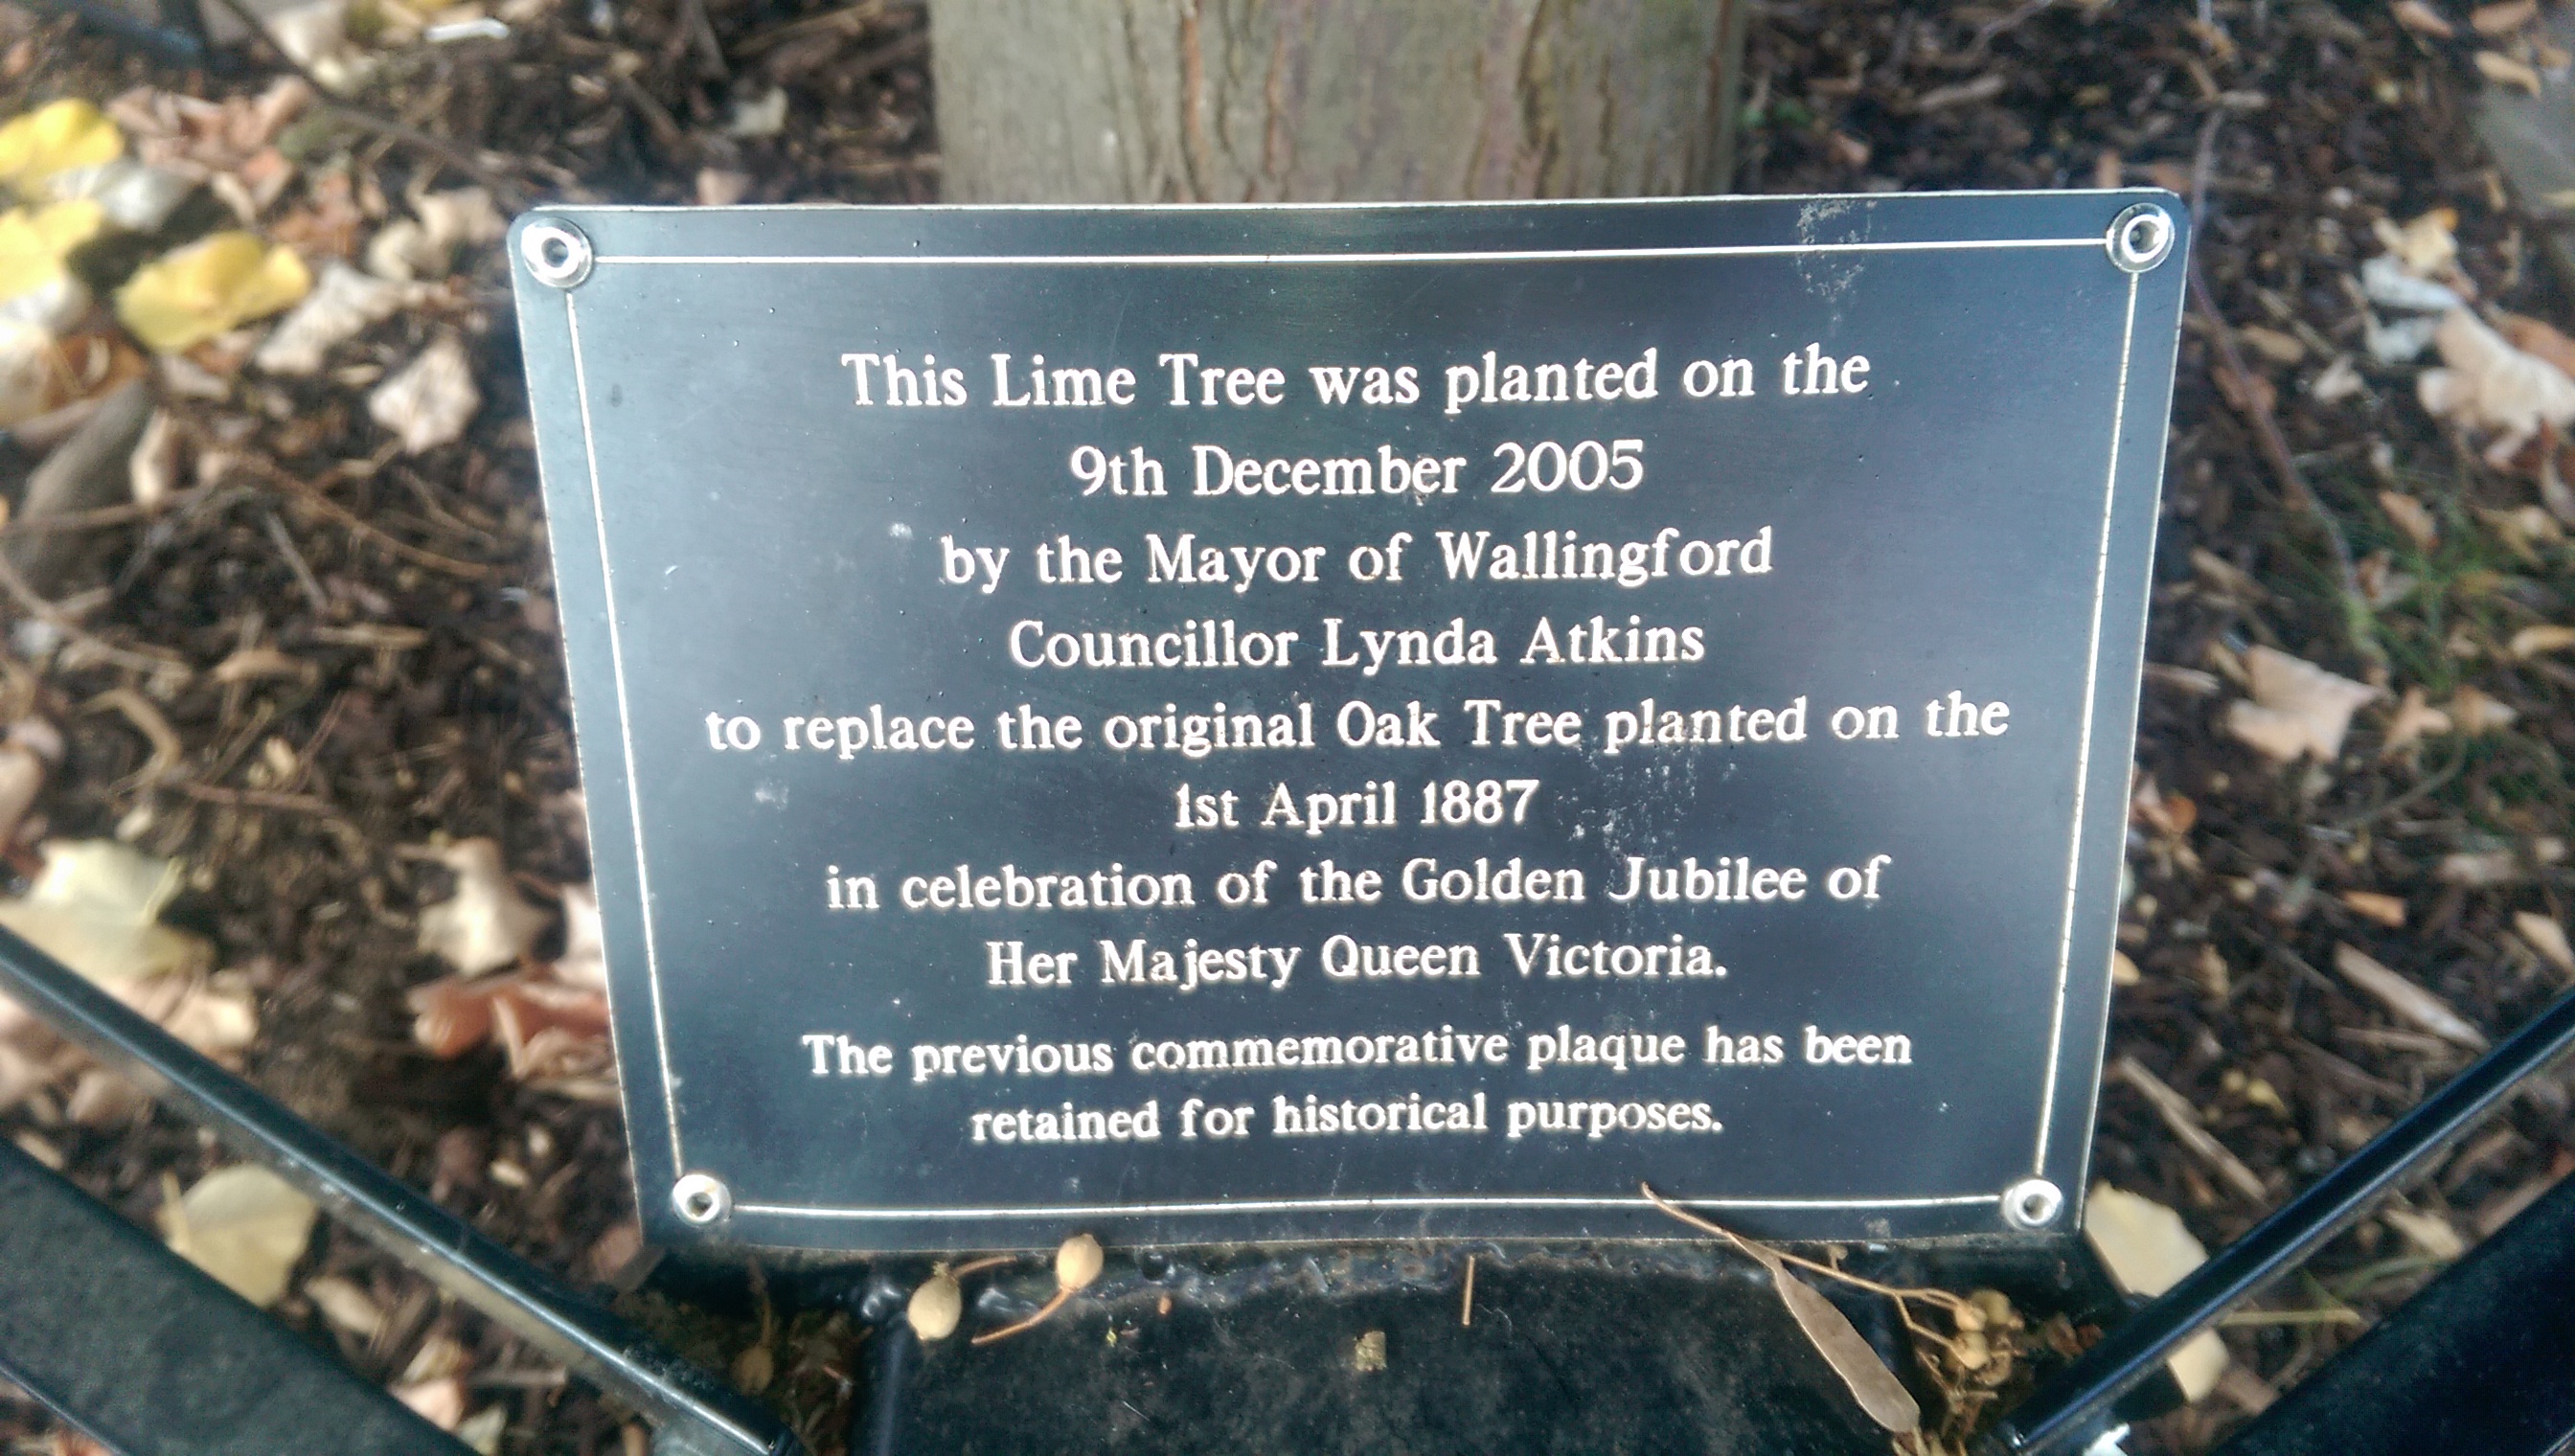 This Lime Tree was planted on the
9th December 2005
by the Mayor of Wallingford
Councillor Lynda Atkins
to replace the original Oak Tree planted on the
1st April 1887
in celebration of the Golden Jubilee of
Her Majesty Queen Victoria.
The previous commemorative plaque has been
retained for historical purposes.